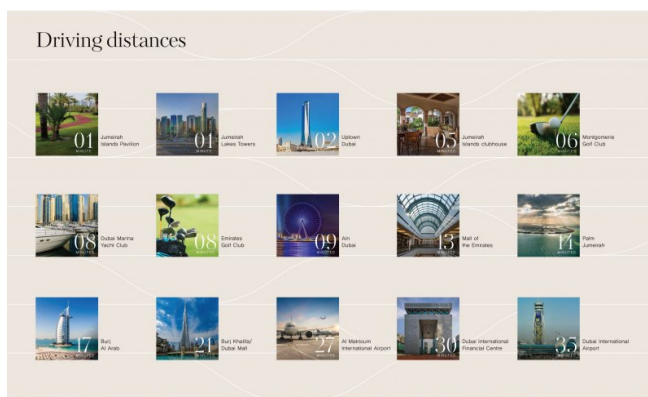 Driving distances
01
MINUTE
Jumeirah
Islands Pavilion
01
MINUTE
Jumeirah
Lakes Towers
02
MINUTES
Uptown
Dubai
05
MINUTES
Jumeirah
Islands clubhouse
06
MINUTES
Montgomerie
Golf Club
08
MINUTES
Dubai Marina
Yacht Club
08
MINUTES
Emirates
Golf Club
09
MINUTES
Ain
Dubai
13
MINUTES
Mall of
the Emirates
14
MINUTES
Palm
Jumeirah
17
MINUTES
Burj
Al Arab
21
MINUTES
Burj Khalifa/
Dubai Mall
27
MINUTES
Al Maktoum
International Airport
30
MINUTES
Dubai International
Financial Centre
35
MINUTES
Dubai International
Airport